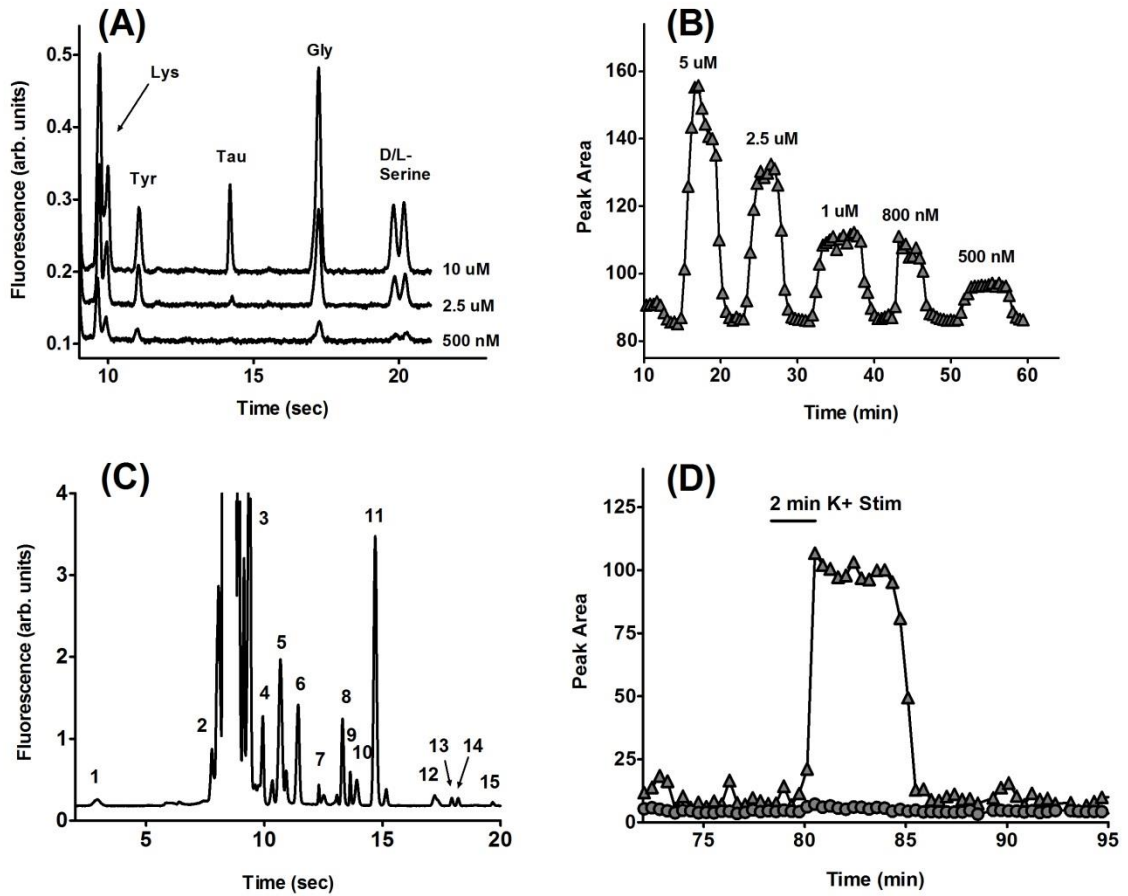 (A)
Fluorescence (arb. units)
0.5
0.4
0.3
0.2
0.1
Lys
Tyr
Tau
Gly
D/L-
Serine
10 uM
2.5 uM
500 nM
10
15
20
Time (sec)
(B)
Peak Area
160
140
120
100
80
5 uM
2.5 uM
1 uM
800 nM
500 nM
10
20
30
40
50
60
Time (min)
(C)
Fluorescence (arb. units)
4
3
2
1
0
1
2
3
4
5
6
7
8
9
10
11
12
13
14
15
5
10
15
20
Time (sec)
(D)
Peak Area
125
100
75
50
25
0
2 min K+ Stim
75
80
85
90
95
Time (min)